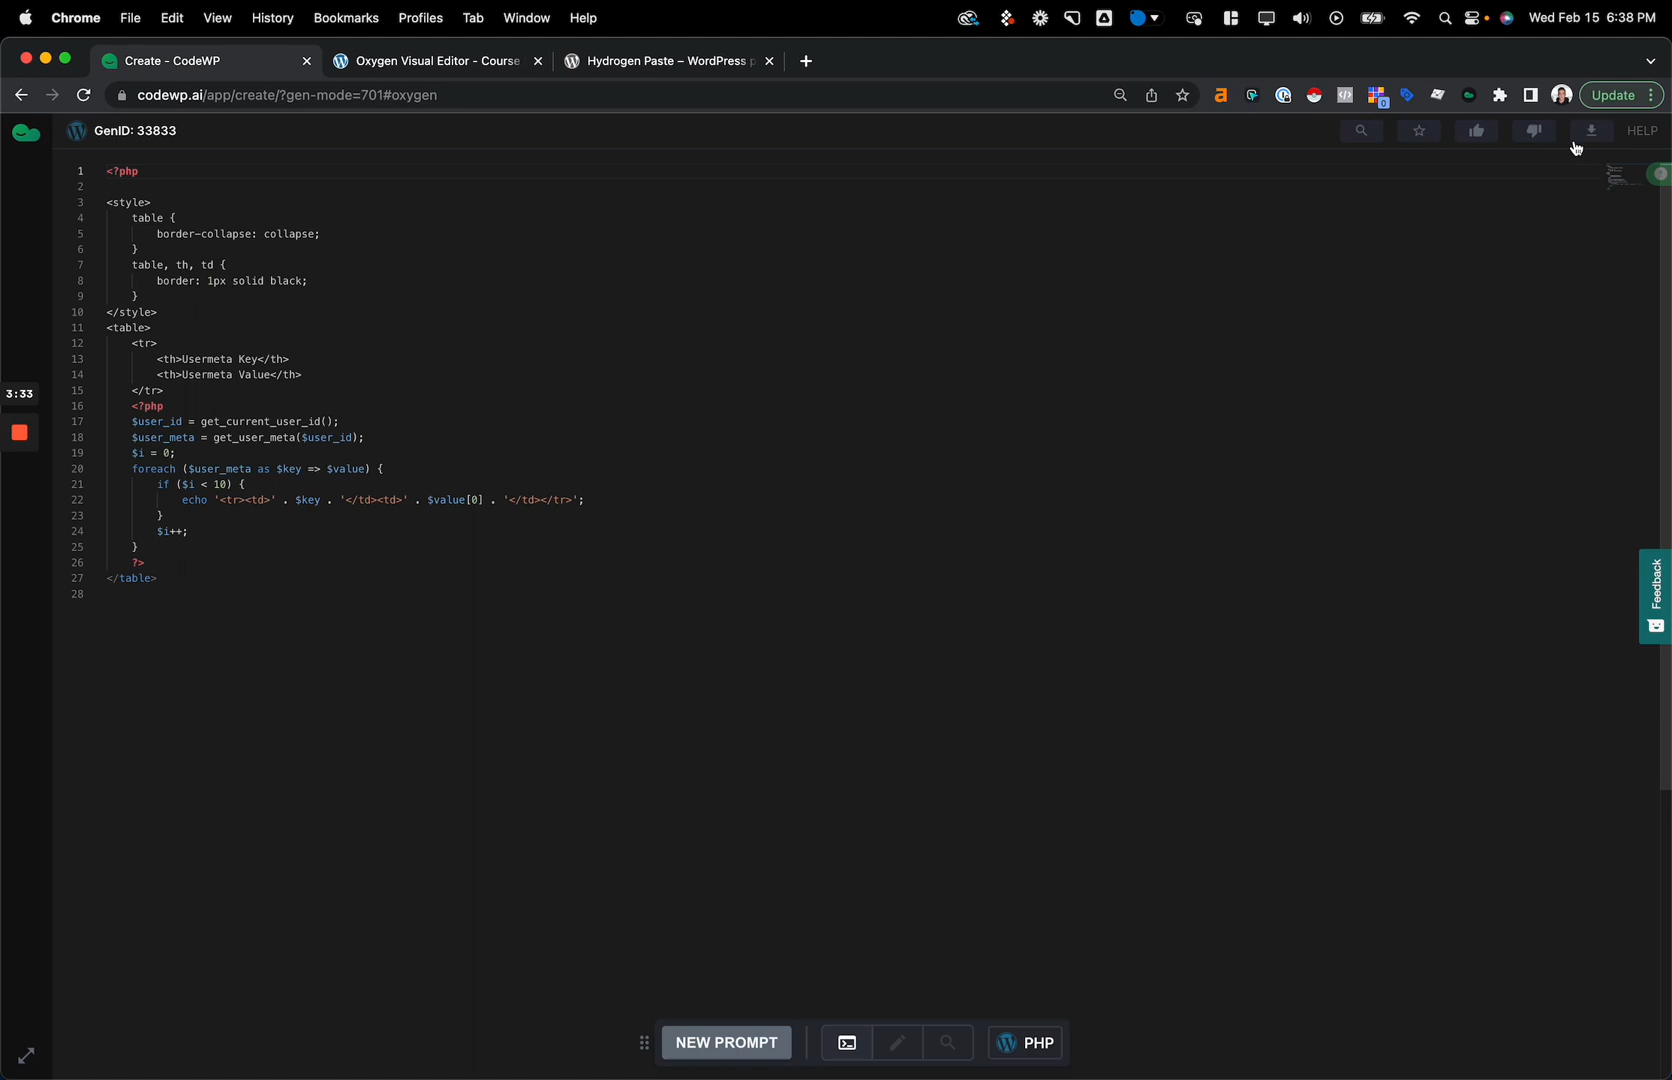 Chrome File Edit View History Bookmarks Profiles Tab Window Help Wed Feb 15 6:38 PM
Create - CodeWP Oxygen Visual Editor - Course Hydrogen Paste – WordPress p
codewp.ai/app/create/?gen-mode=701#oxygen 0 Update
GenID: 33833 HELP
1 <?php
2
3 <style>
4 table {
5 border-collapse: collapse;
6 }
7 table, th, td {
8 border: 1px solid black;
9 }
10 </style>
11 <table>
12 <tr>
13 <th>Usermeta Key</th>
14 <th>Usermeta Value</th>
15 </tr>
16 <?php
17 $user_id = get_current_user_id();
18 $user_meta = get_user_meta($user_id);
19 $i = 0;
20 foreach ($user_meta as $key => $value) {
21 if ($i < 10) {
22 echo '<tr><td>' . $key . '</td><td>' . $value[0] . '</td></tr>';
23 }
24 $i++;
25 }
26 ?>
27 </table>
28
3:33
Feedback
NEW PROMPT PHP